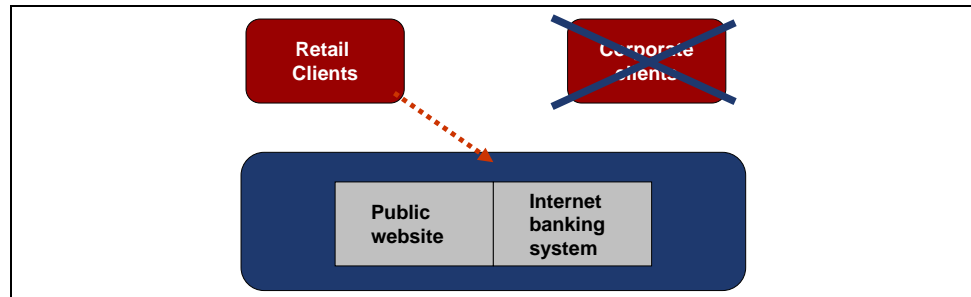 Retail
Clients
Corporate
clients
Public
website
Internet
banking
system